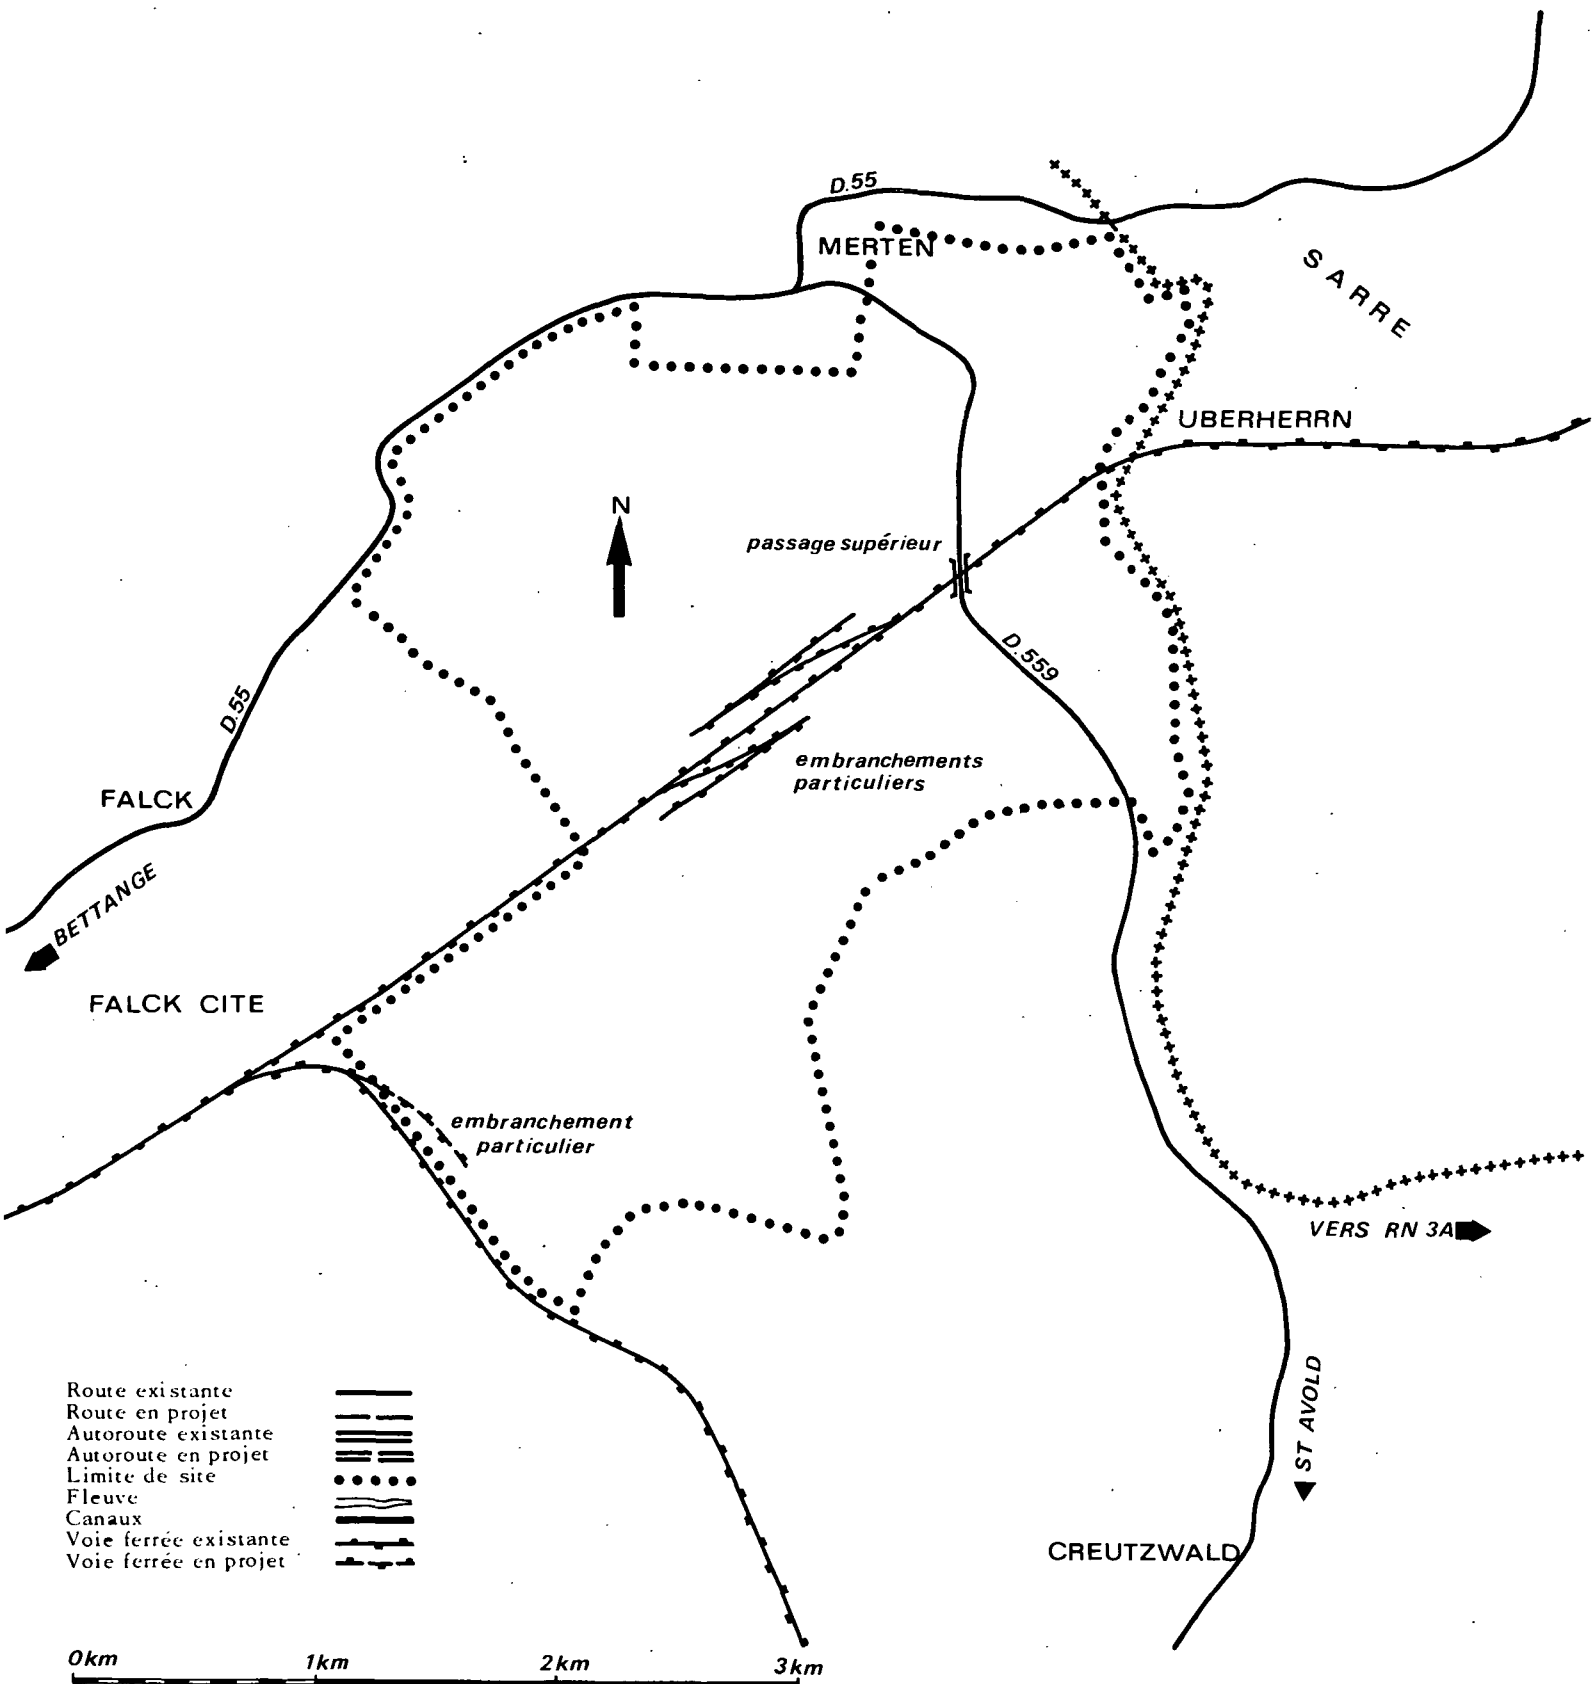 D.55
MERTEN
SARRE
UBERHERRN
N
passage supérieur
D.559
D.55
embranchements
particuliers
FALCK
BETTANGE
FALCK CITE
embranchement
particulier
VERS RN 3A
ST AVOLD
CREUTZWALD
Route existante
Route en projet
Autoroute existante
Autoroute en projet
Limite de site
Fleuve
Canaux
Voie ferrée existante
Voie ferrée en projet
0km 1km 2km 3km